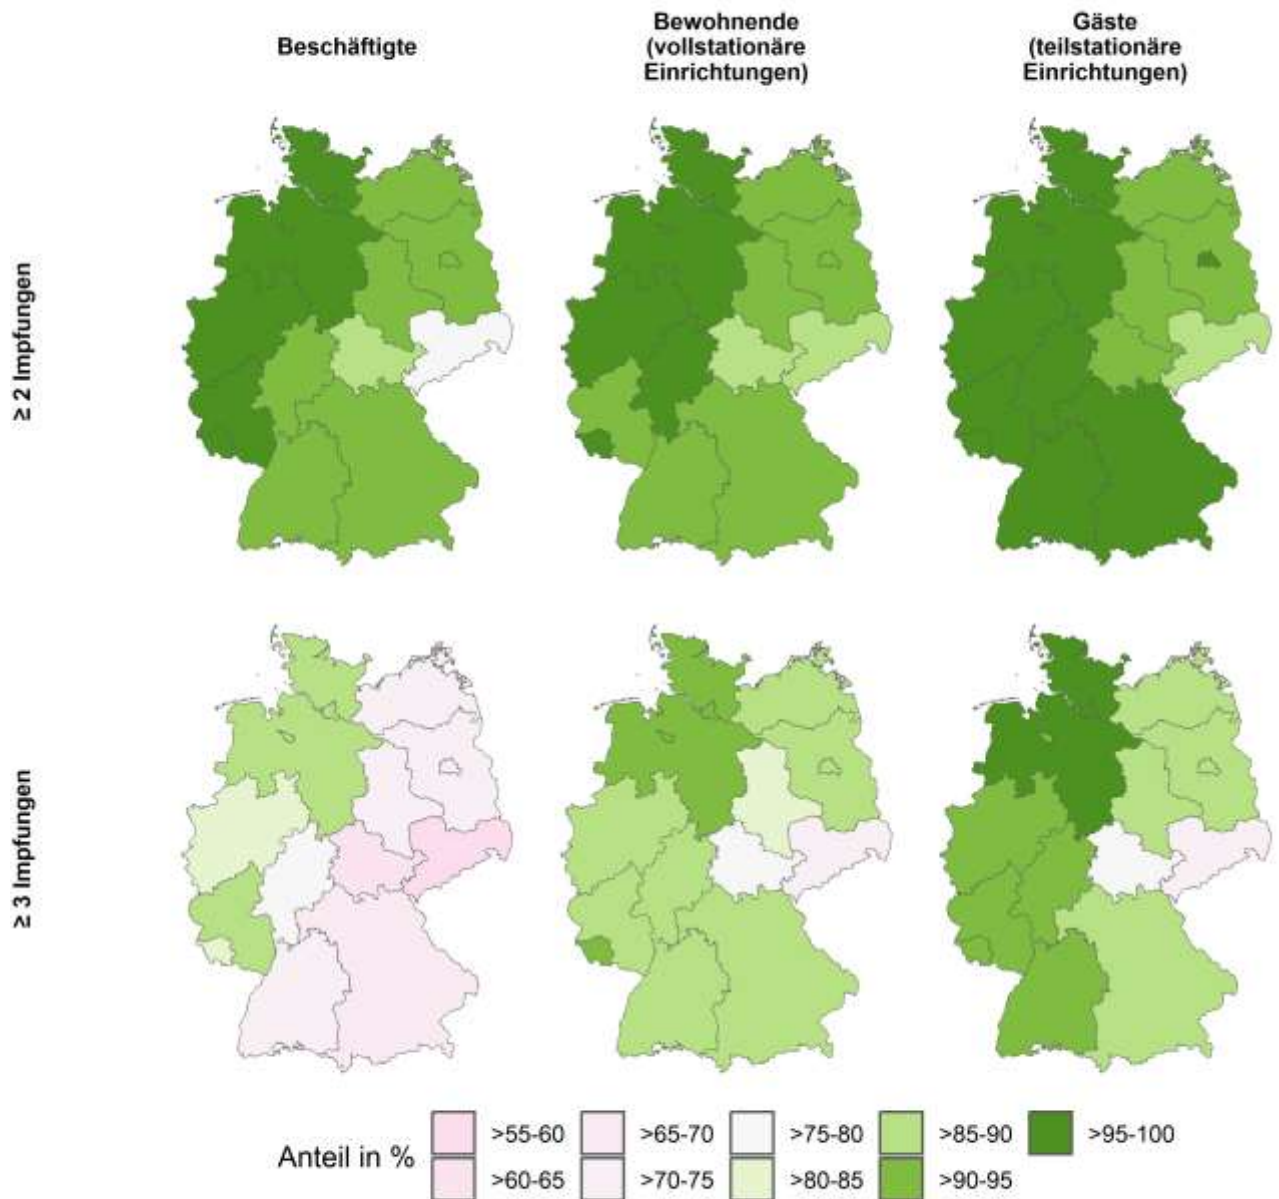 Beschäftigte
Bewohnende
(vollstationäre
Einrichtungen)
Gäste
(teilstationäre
Einrichtungen)
≥ 2 Impfungen
≥ 3 Impfungen
Anteil in %
>55-60
>65-70
>75-80
>85-90
>95-100
>60-65
>70-75
>80-85
>90-95